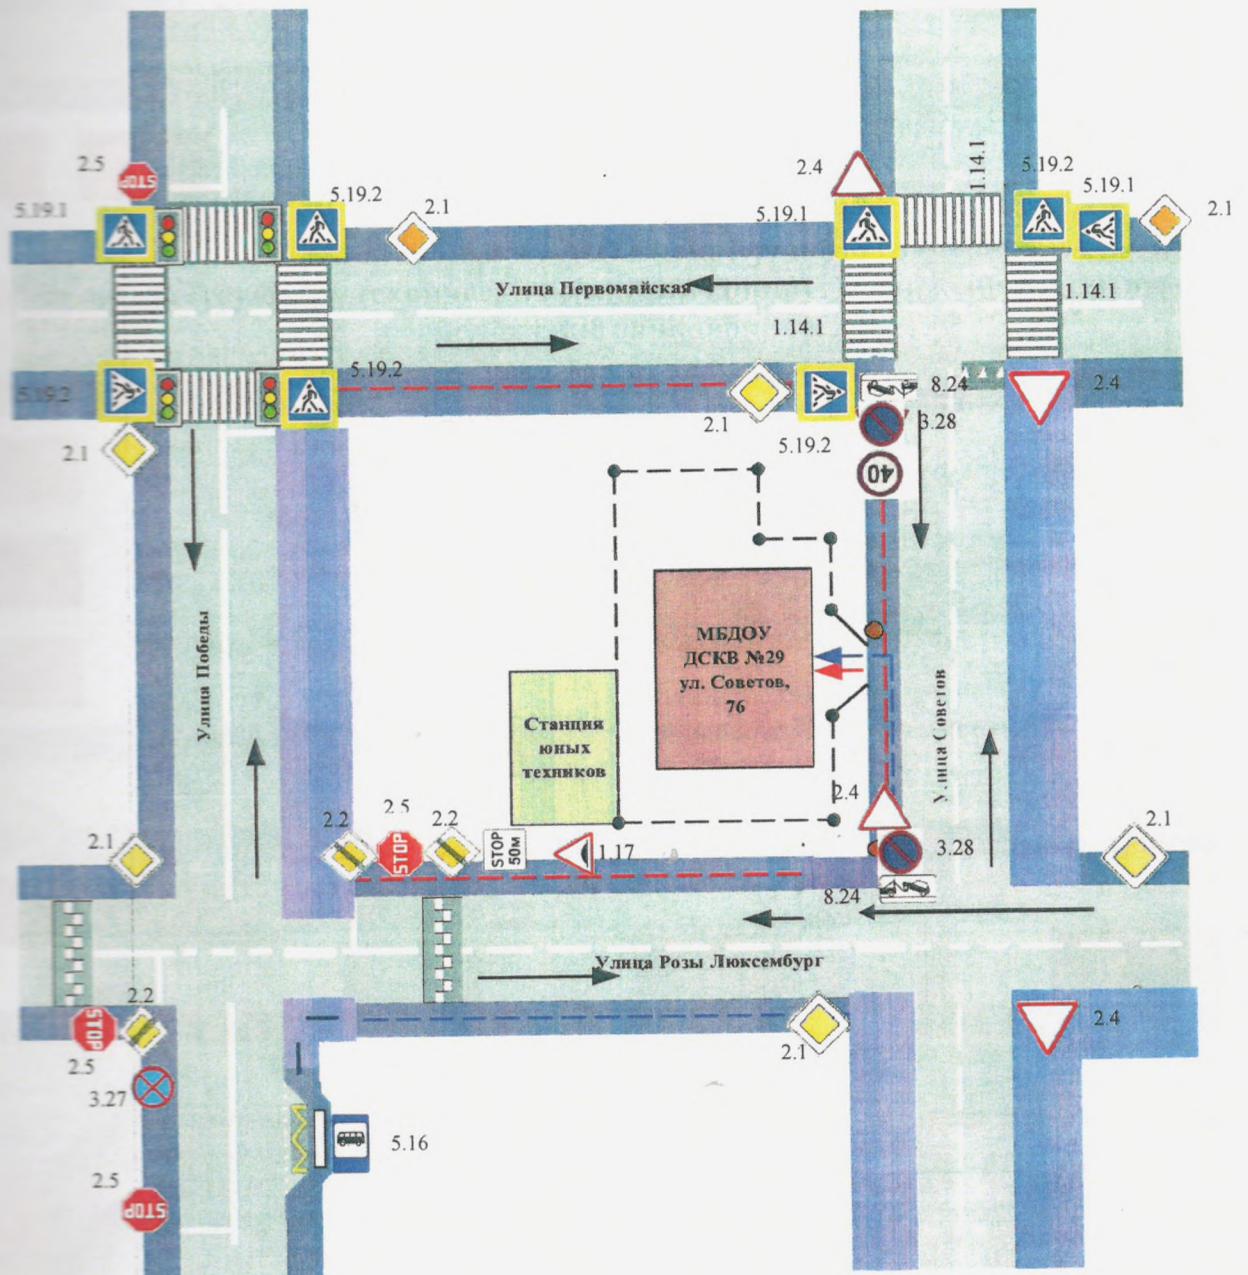 2.5
STOP
5.19.1
5.19.2
2.1
2.4
5.19.1
1.14.1
5.19.2
5.19.1
2.1
Улица Первомайская
1.14.1
1.14.1
5.19.2
5.19.2
2.1
2.1
5.19.2
8.24
3.28
2.4
40
Улица Победы
МБДОУ
ДСКВ №29
ул. Советов,
76
Станция
юных
техников
Улица Советов
2.1
2.2
2.5
STOP
2.2
STOP
50м
1.17
2.4
3.28
8.24
2.1
Улица Розы Люксембург
2.2
STOP
2.5
3.27
2.1
2.4
5.16
2.5
STOP